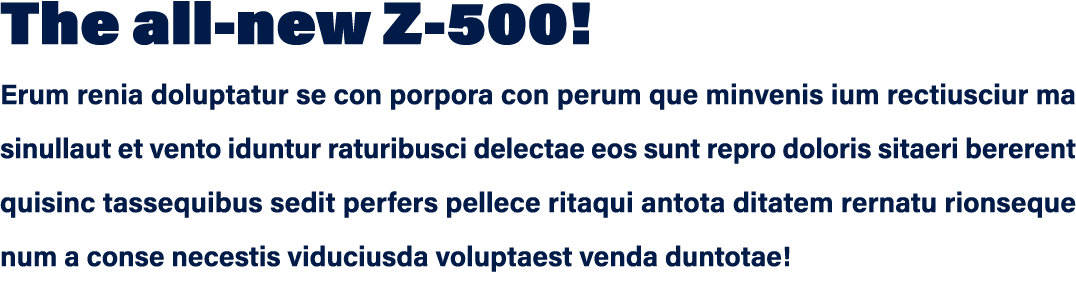 The all-new Z-500!
Erum renia doluptatur se con porpora con perum que minvenis ium rectiusciur ma
sinullaut et vento iduntur raturibusci delectae eos sunt repro doloris sitaeri bererent
quisinc tassequibus sedit perfers pellece ritaqui antota ditatem rernatu rionseque
num a conse necestis viduciusda voluptaest venda duntotae!